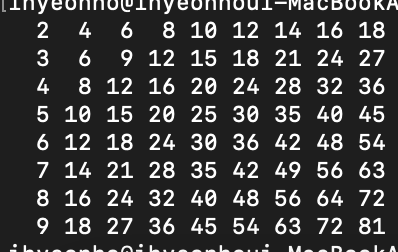 ihyeonho@ihyeonhoui-MacBookA
2 4 6 8 10 12 14 16 18
3 6 9 12 15 18 21 24 27
4 8 12 16 20 24 28 32 36
5 10 15 20 25 30 35 40 45
6 12 18 24 30 36 42 48 54
7 14 21 28 35 42 49 56 63
8 16 24 32 40 48 56 64 72
9 18 27 36 45 54 63 72 81
ihyeonho@ihyeonhoui-MacBookA